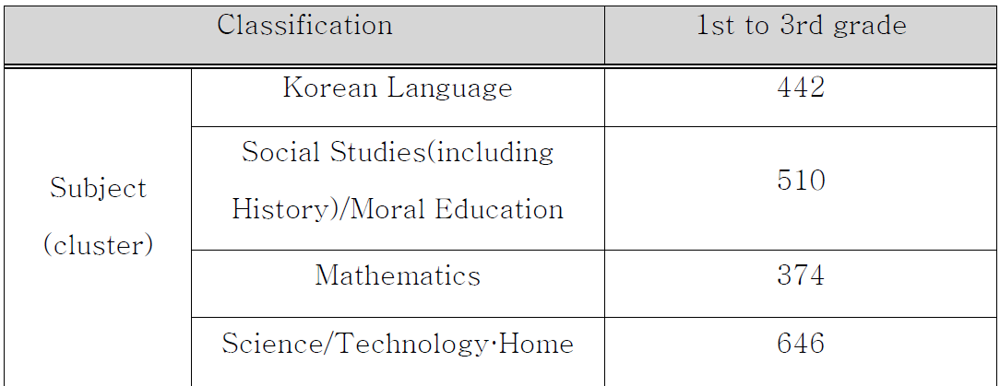 Classification
1st to 3rd grade
Subject
(cluster)
Korean Language
442
Social Studies(including
History)/Moral Education
510
Mathematics
374
Science/Technology·Home
646